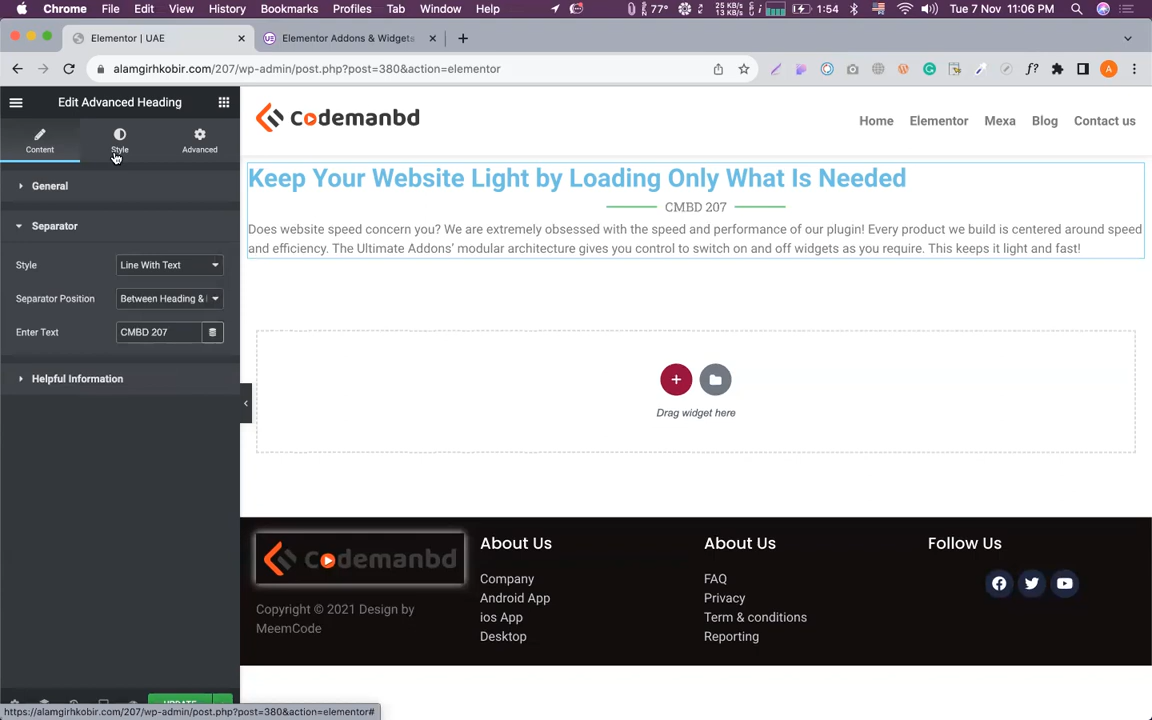 Chrome File Edit View History Bookmarks Profiles Tab Window Help 77° 25 KB/s 13 KB/s 1:54 Tue 7 Nov 11:06 PM
Elementor | UAE
Elementor Addons & Widgets
alamgirhkobir.com/207/wp-admin/post.php?post=380&action=elementor
Edit Advanced Heading
Content Style Advanced
General
Separator
Style Line With Text
Separator Position Between Heading &
Enter Text CMBD 207
Helpful Information
codemanbd
Home Elementor Mexa Blog Contact us
Keep Your Website Light by Loading Only What Is Needed
CMBD 207
Does website speed concern you? We are extremely obsessed with the speed and performance of our plugin! Every product we build is centered around speed
and efficiency. The Ultimate Addons’ modular architecture gives you control to switch on and off widgets as you require. This keeps it light and fast!
Drag widget here
codemanbd
Copyright © 2021 Design by
MeemCode
About Us
Company
Android App
ios App
Desktop
About Us
FAQ
Privacy
Term & conditions
Reporting
Follow Us
UPDATE
https://alamgirhkobir.com/207/wp-admin/post.php?post=380&action=elementor#